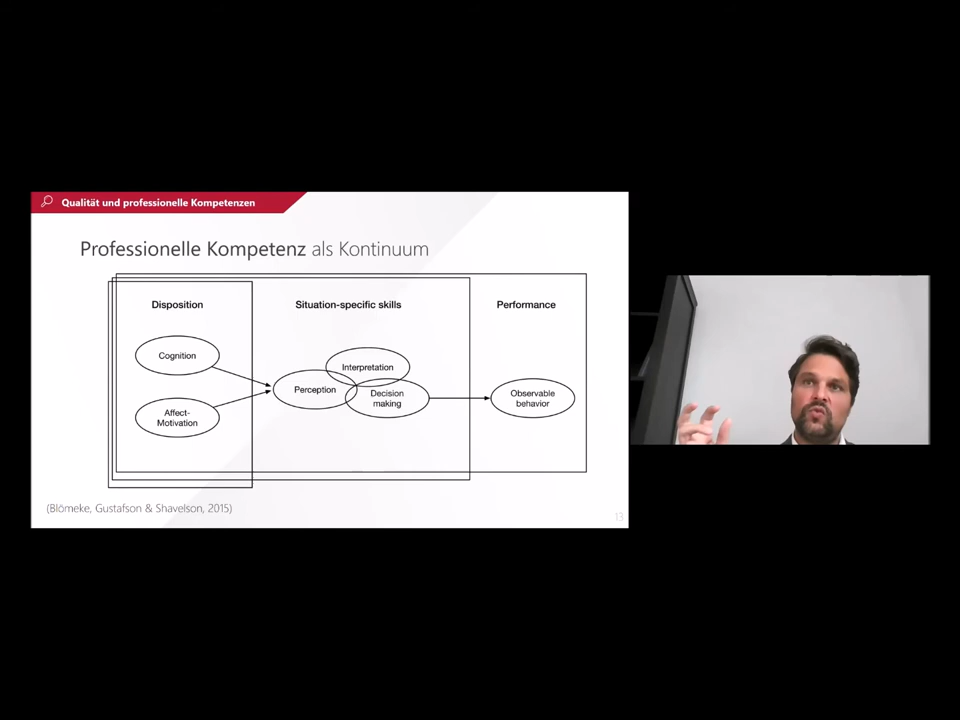 Qualität und professionelle Kompetenzen
Professionelle Kompetenz als Kontinuum
Disposition
Situation-specific skills
Performance
Cognition
Affect-
Motivation
Perception
Interpretation
Decision
making
Observable
behavior
(Blömeke, Gustafson & Shavelson, 2015)
13